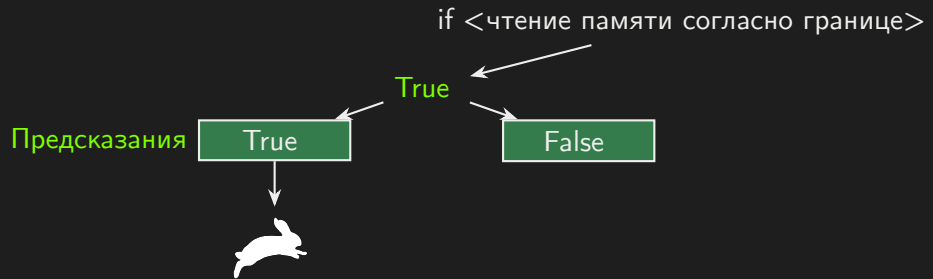 if <чтение памяти согласно границе>
True
Предсказания True False